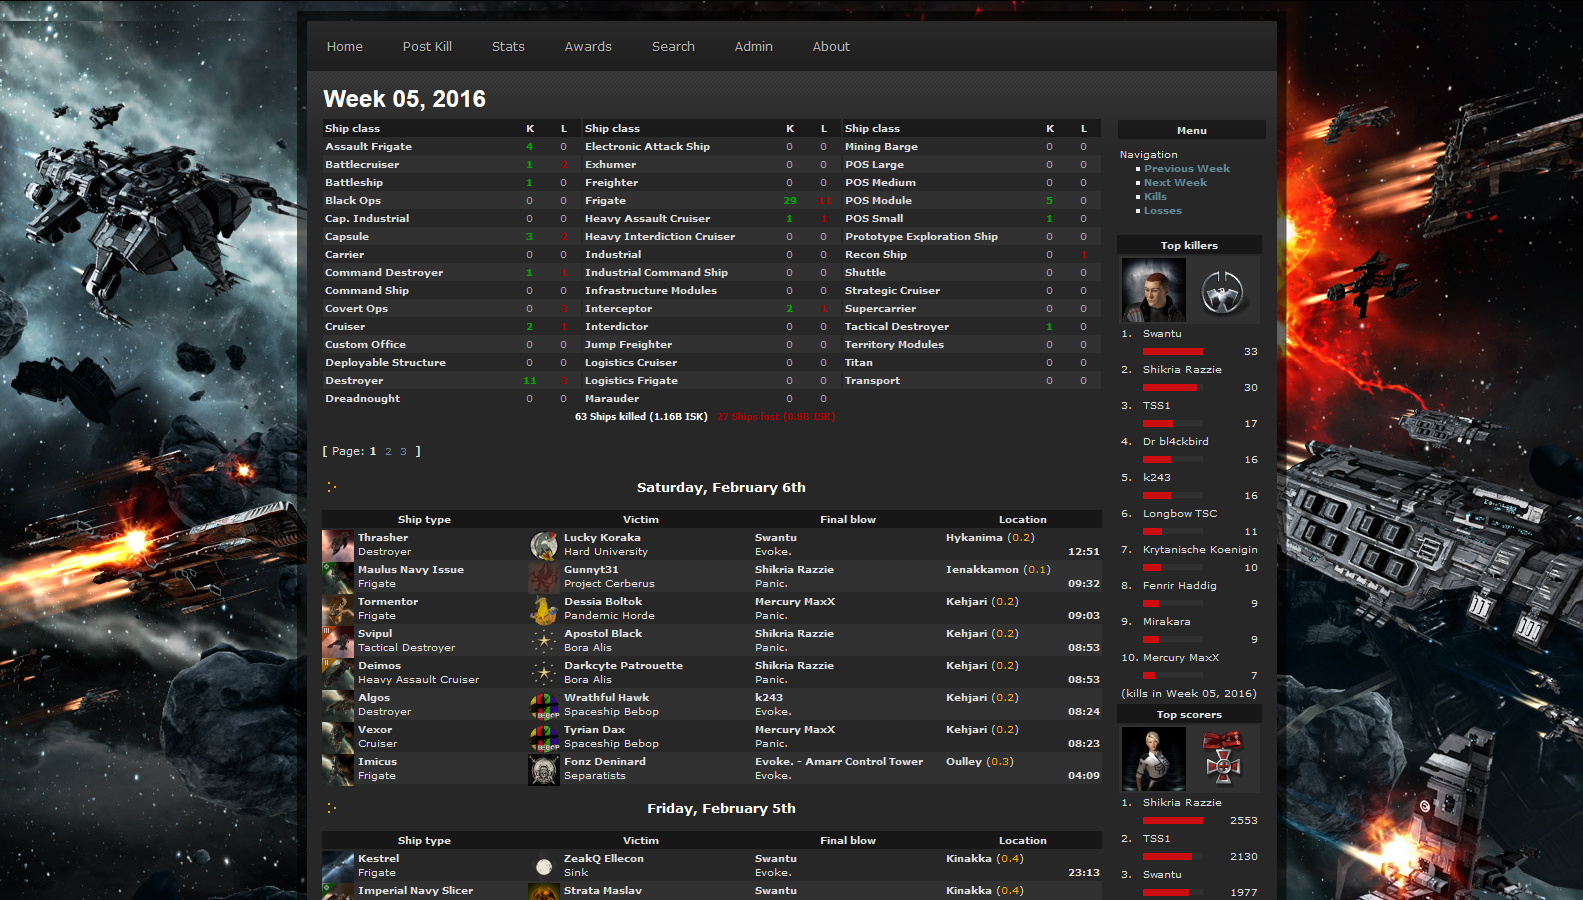 Home Post Kill Stats Awards Search Admin About
Week 05, 2016
Ship class K L Ship class K L Ship class K L
Assault Frigate 4 0 Electronic Attack Ship 0 0 Mining Barge 0 0
Battlecruiser 1 Exhumer 0 0 POS Large 0 0
Battleship 1 0 Freighter 0 0 POS Medium 0 0
Black Ops 0 0 Frigate 29 11 POS Module 5 0
Cap. Industrial 0 0 Heavy Assault Cruiser 1 1 POS Small 1 0
Capsule 3 Heavy Interdiction Cruiser 0 0 Prototype Exploration Ship 0 0
Carrier 0 0 Industrial 0 0 Recon Ship 0 1
Command Destroyer 1 1 Industrial Command Ship 0 0 Shuttle 0 0
Command Ship 0 0 Infrastructure Modules 0 0 Strategic Cruiser 0 0
Covert Ops 0 Interceptor 2 1 Supercarrier 0 0
Cruiser 2 1 Interdictor 0 0 Tactical Destroyer 1 0
Custom Office 0 0 Jump Freighter 0 0 Territory Modules 0 0
Deployable Structure 0 0 Logistics Cruiser 0 0 Titan 0 0
Destroyer 11 Logistics Frigate 0 0 Transport 0 0
Dreadnought 0 0 Marauder 0 0
63 Ships killed (1.16B ISK) 27 Ships lost (0.8B ISK)
[ Page: 1 2 3 ]
Saturday, February 6th
Ship type Victim Final blow Location
Thrasher Lucky Koraka Swantu Hykanima (0.2)
Destroyer Hard University Evoke. 12:51
Maulus Navy Issue Gunnyt31 Shikria Razzie Ienakkamon (0.1)
Frigate Project Cerberus Panic. 09:32
Tormentor Dessia Boltok Mercury MaxX Kehjari (0.2)
Frigate Pandemic Horde Panic. 09:03
Svipul Apostol Black Shikria Razzie Kehjari (0.2)
Tactical Destroyer Bora Alis Panic. 08:53
Deimos Darkcyte Patrouette Shikria Razzie Kehjari (0.2)
Heavy Assault Cruiser Bora Alis Panic. 08:53
Algos Wrathful Hawk k243 Kehjari (0.2)
Destroyer BEBOP Spaceship Bebop Evoke. 08:24
Vexor Tyrian Dax Mercury MaxX Kehjari (0.2)
Cruiser BEBOP Spaceship Bebop Panic. 08:23
Imicus Fonz Deninard Evoke. - Amarr Control Tower Oulley (0.3)
Frigate Separatists Evoke. 04:09
Friday, February 5th
Ship type Victim Final blow Location
Kestrel ZeakQ Ellecon Swantu Kinakka (0.4)
Frigate Sink Evoke. 23:13
Imperial Navy Slicer Strata Maslav Swantu Kinakka (0.4)
Menu
Navigation
Previous Week
Next Week
Kills
Losses
Top killers
1. Swantu
33
2. Shikria Razzie
30
3. TSS1
17
4. Dr bl4ckbird
16
5. k243
16
6. Longbow TSC
11
7. Krytanische Koenigin
10
8. Fenrir Haddig
9
9. Mirakara
9
10. Mercury MaxX
7
(kills in Week 05, 2016)
Top scorers
1. Shikria Razzie
2553
2. TSS1
2130
3. Swantu
1977